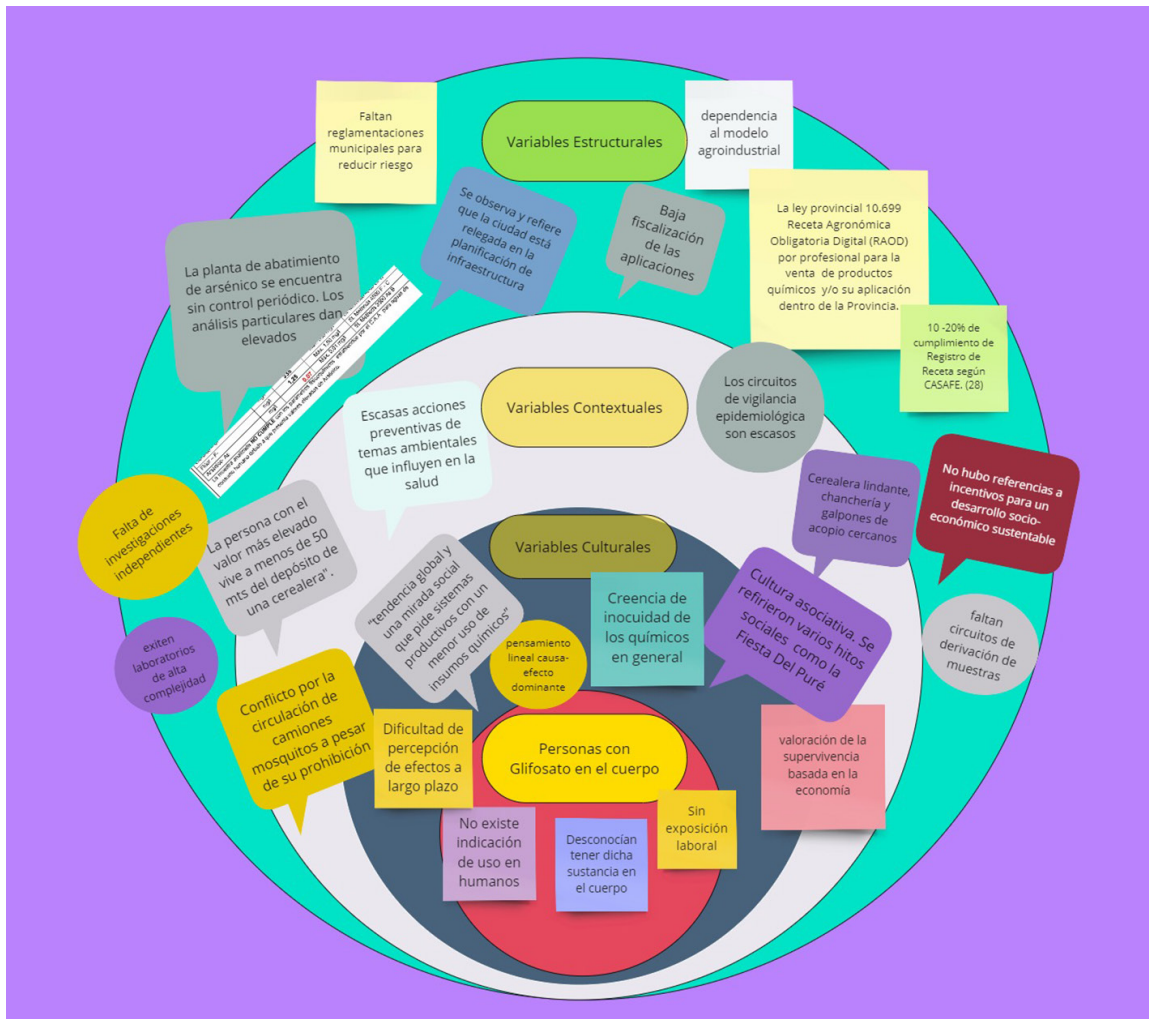 Faltan
reglamentaciones
municipales para
reducir riesgo
Variables Estructurales
dependencia
al modelo
agroindustrial
Se observa y refiere
que la ciudad está
relegada en la
planificación de
infraestructura
Baja
fiscalización
de las
aplicaciones
La ley provincial 10.699
Receta Agronómica
Obligatoria Digital (RAOD)
por profesional para la
venta de productos
químicos y/o su aplicación
dentro de la Provincia.
La planta de abatimiento
de arsénico se encuentra
sin control periódico. Los
análisis particulares dan
elevados
10 -20% de
cumplimiento de
Registro de
Receta según
CASAFE. (28)
Escasas acciones
preventivas de
temas ambientales
que influyen en la
salud
Variables Contextuales
Los circuitos
de vigilancia
epidemiológica
son escasos
Cerealera lindante,
chanchería y
galpones de
acopio cercanos
No hubo referencias a
incentivos para un
desarrollo socio-
económico sustentable
Falta de
investigaciones
independientes
La persona con el
valor más elevado
vive a menos de 50
mts del depósito de
una cerealera".
Variables Culturales
"tendencia global y
una mirada social
que pide sistemas
productivos con un
menor uso de
insumos químicos"
Creencia de
inocuidad de
los químicos
en general
Cultura asociativa. Se
refirieron varios hitos
sociales como la
Fiesta Del Puré
faltan
circuitos de
derivación de
muestras
exiten
laboratorios
de alta
complejidad
pensamiento
lineal causa-
efecto
dominante
Conflicto por la
circulación de
camiones
mosquitos a pesar
de su prohibición
Dificultad de
percepción
de efectos a
largo plazo
Personas con
Glifosato en el cuerpo
valoración de la
supervivencia
basada en la
economía
No existe
indicación
de uso en
humanos
Desconocían
tener dicha
sustancia en
el cuerpo
Sin
exposición
laboral